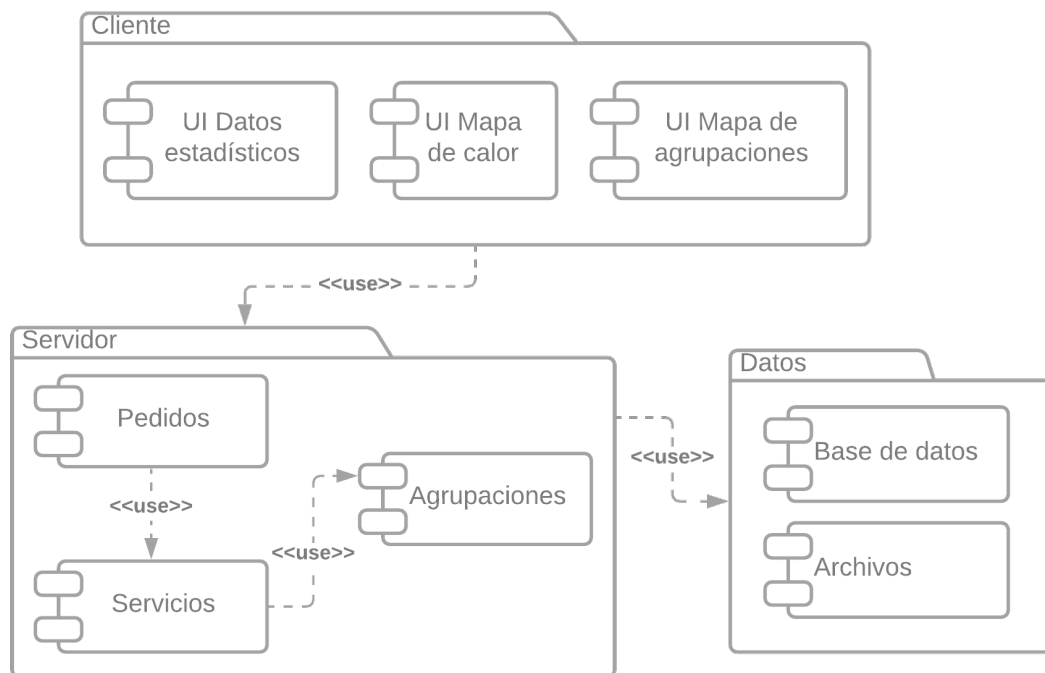 Cliente
UI Datos
estadísticos
UI Mapa
de calor
UI Mapa de
agrupaciones
<<use>>
Servidor
Pedidos
<<use>>
Servicios
<<use>>
Agrupaciones
<<use>>
Datos
Base de datos
Archivos